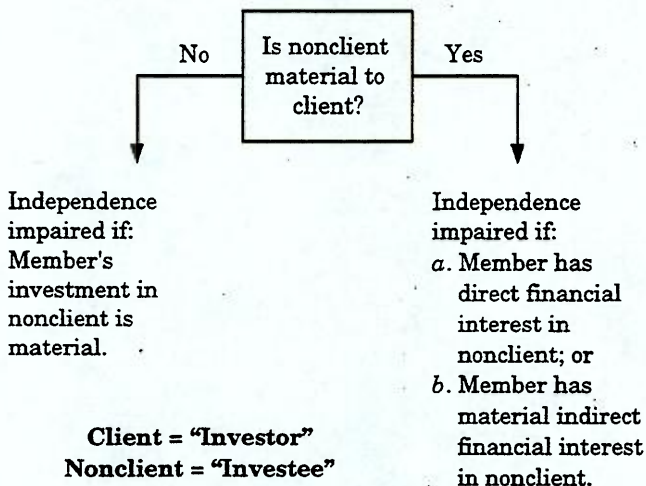 No
Is nonclient
material to
client?
Yes
Independence
impaired if:
Member's
investment in
nonclient is
material.
Independence
impaired if:
a. Member has
direct financial
interest in
nonclient; or
b. Member has
material indirect
financial interest
in nonclient.
Client = “Investor”
Nonclient = “Investee”